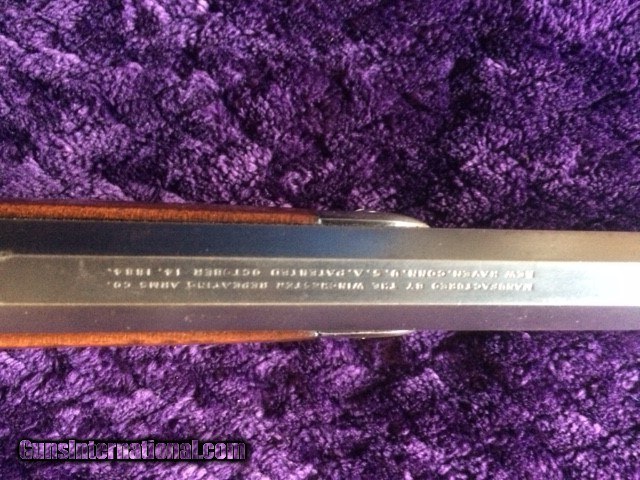 MANUFACTURED BY THE WINCHESTER REPEATING ARMS CO.
NEW HAVEN. CONN. U. S. A. PATENTED OCTOBER 14, 1884.
GunsInternational.com